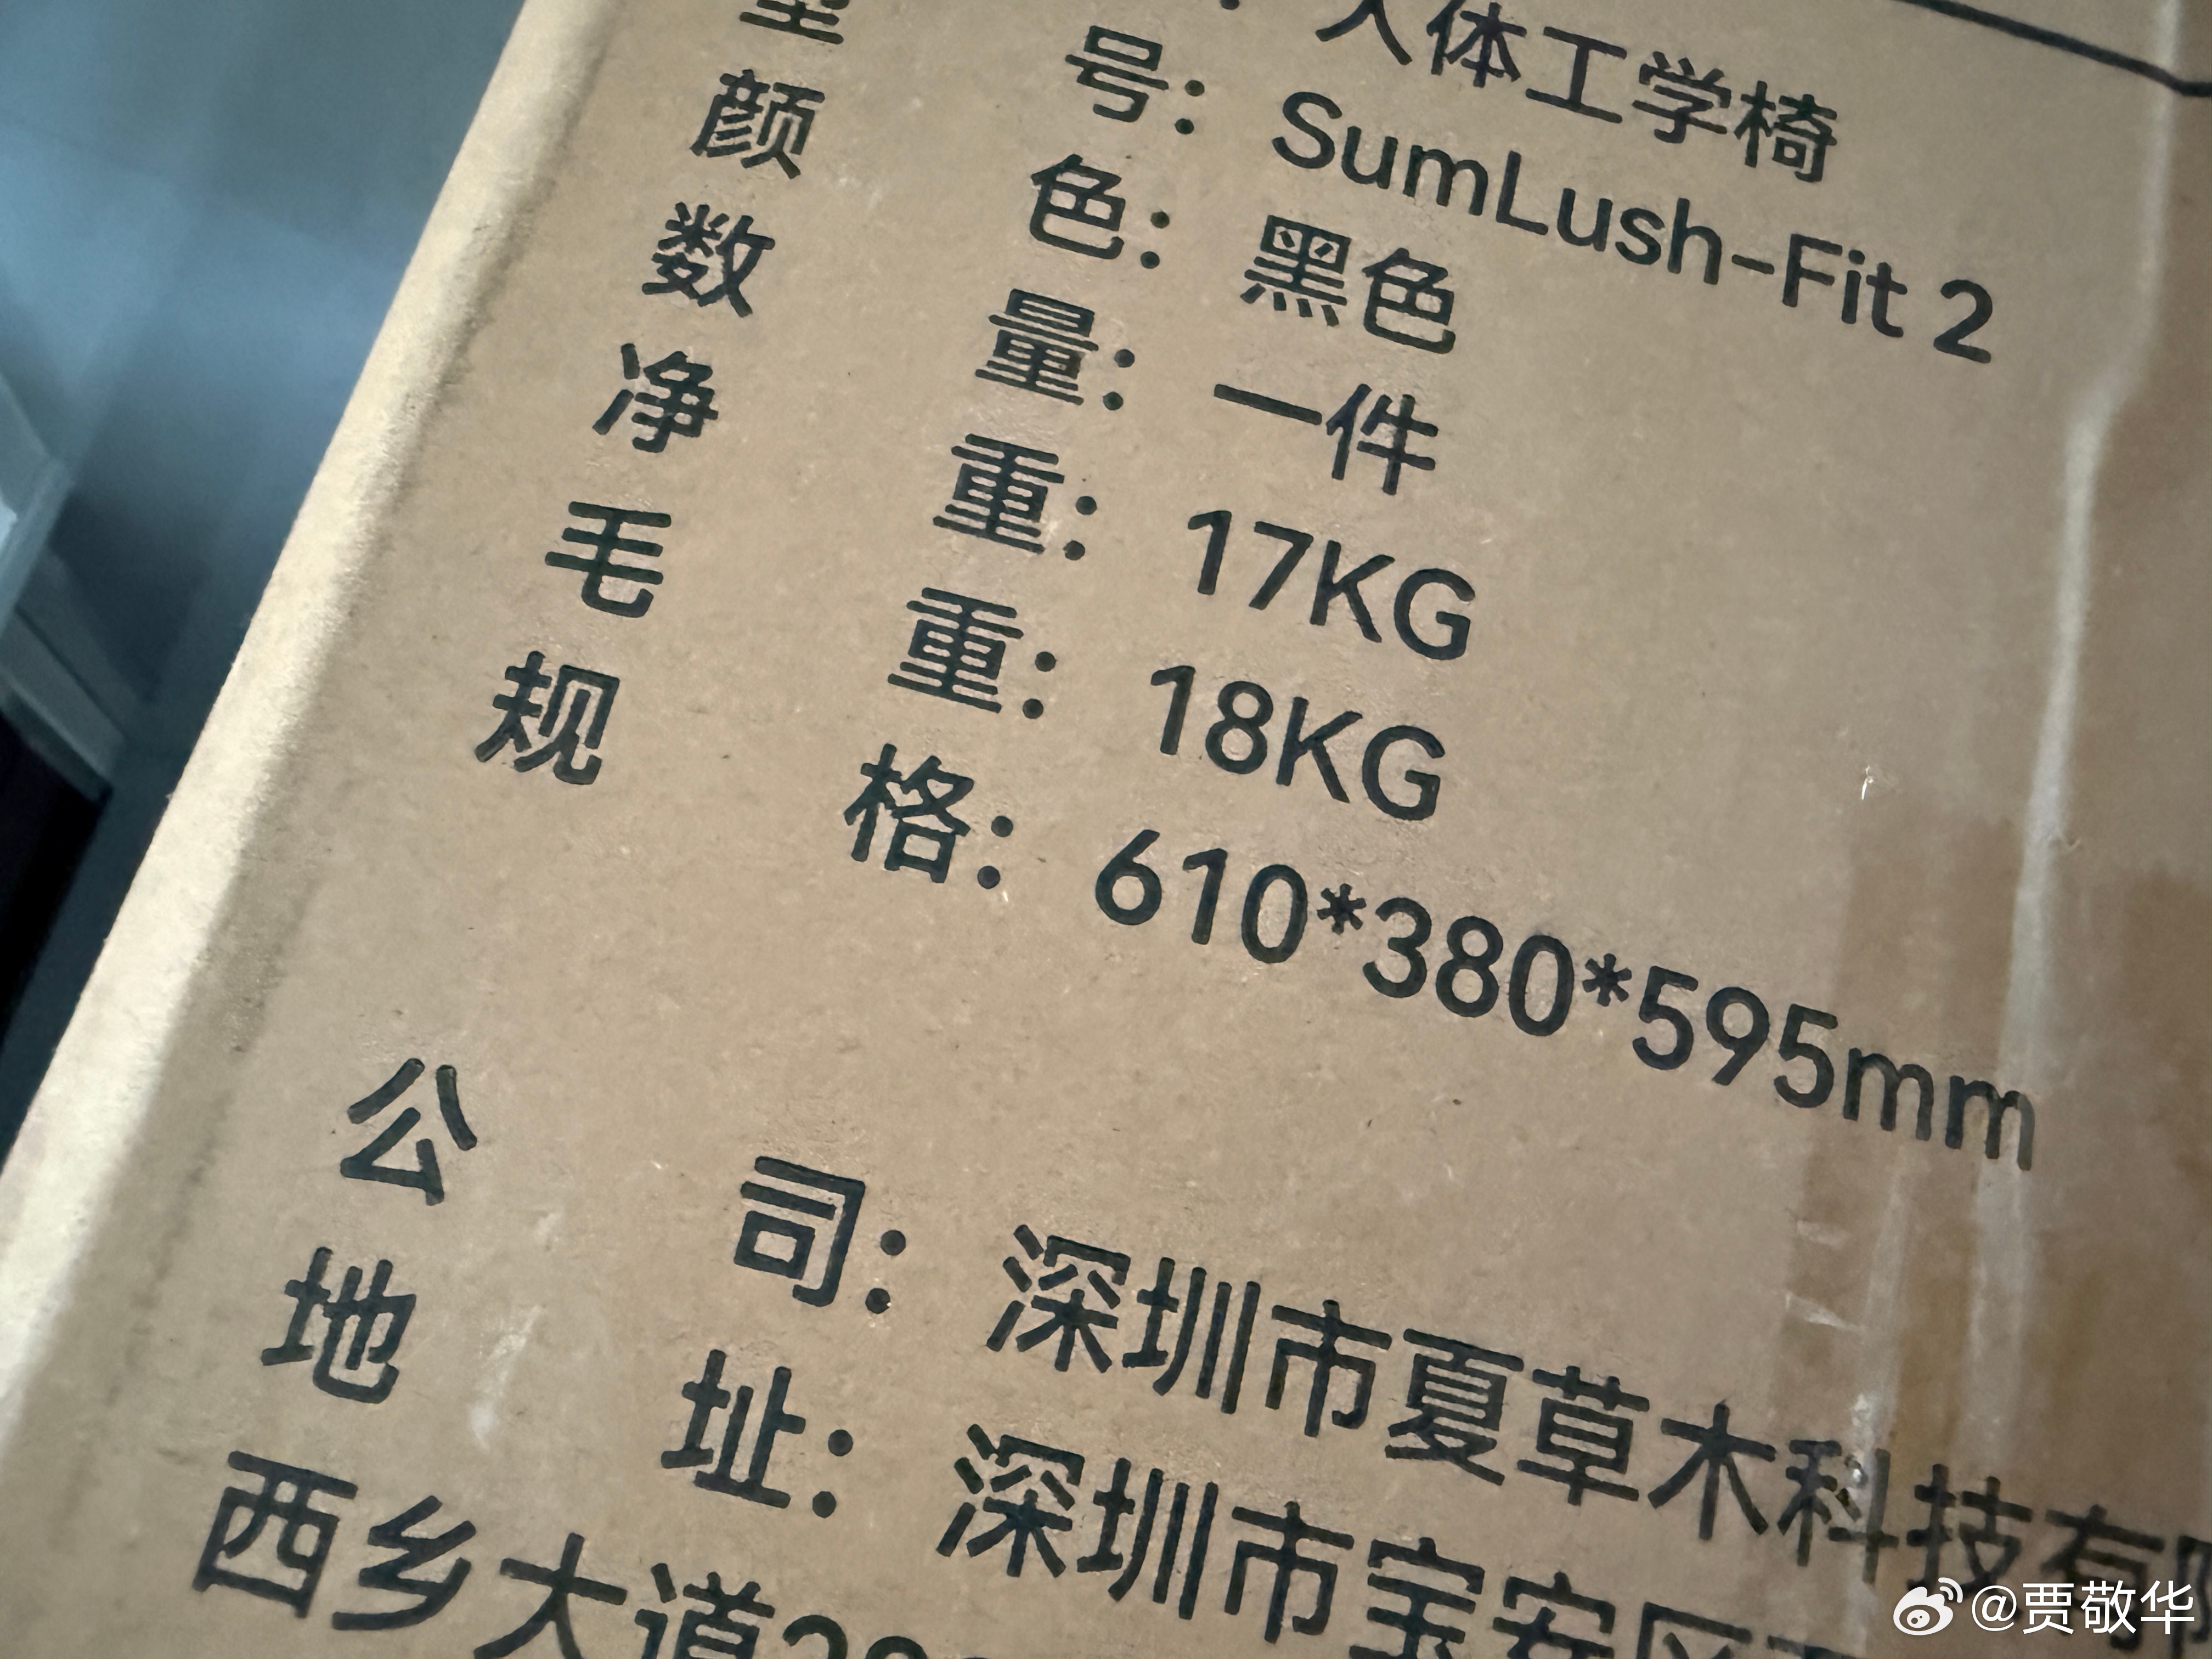 人体工学椅
型 号：SumLush-Fit 2
颜 色：黑色
数 量：一件
净 重：17KG
毛 重：18KG
规 格：610*380*595mm
公 司：深圳市夏草木科技有限
地 址：深圳市宝安区
西乡大道
@贾敬华